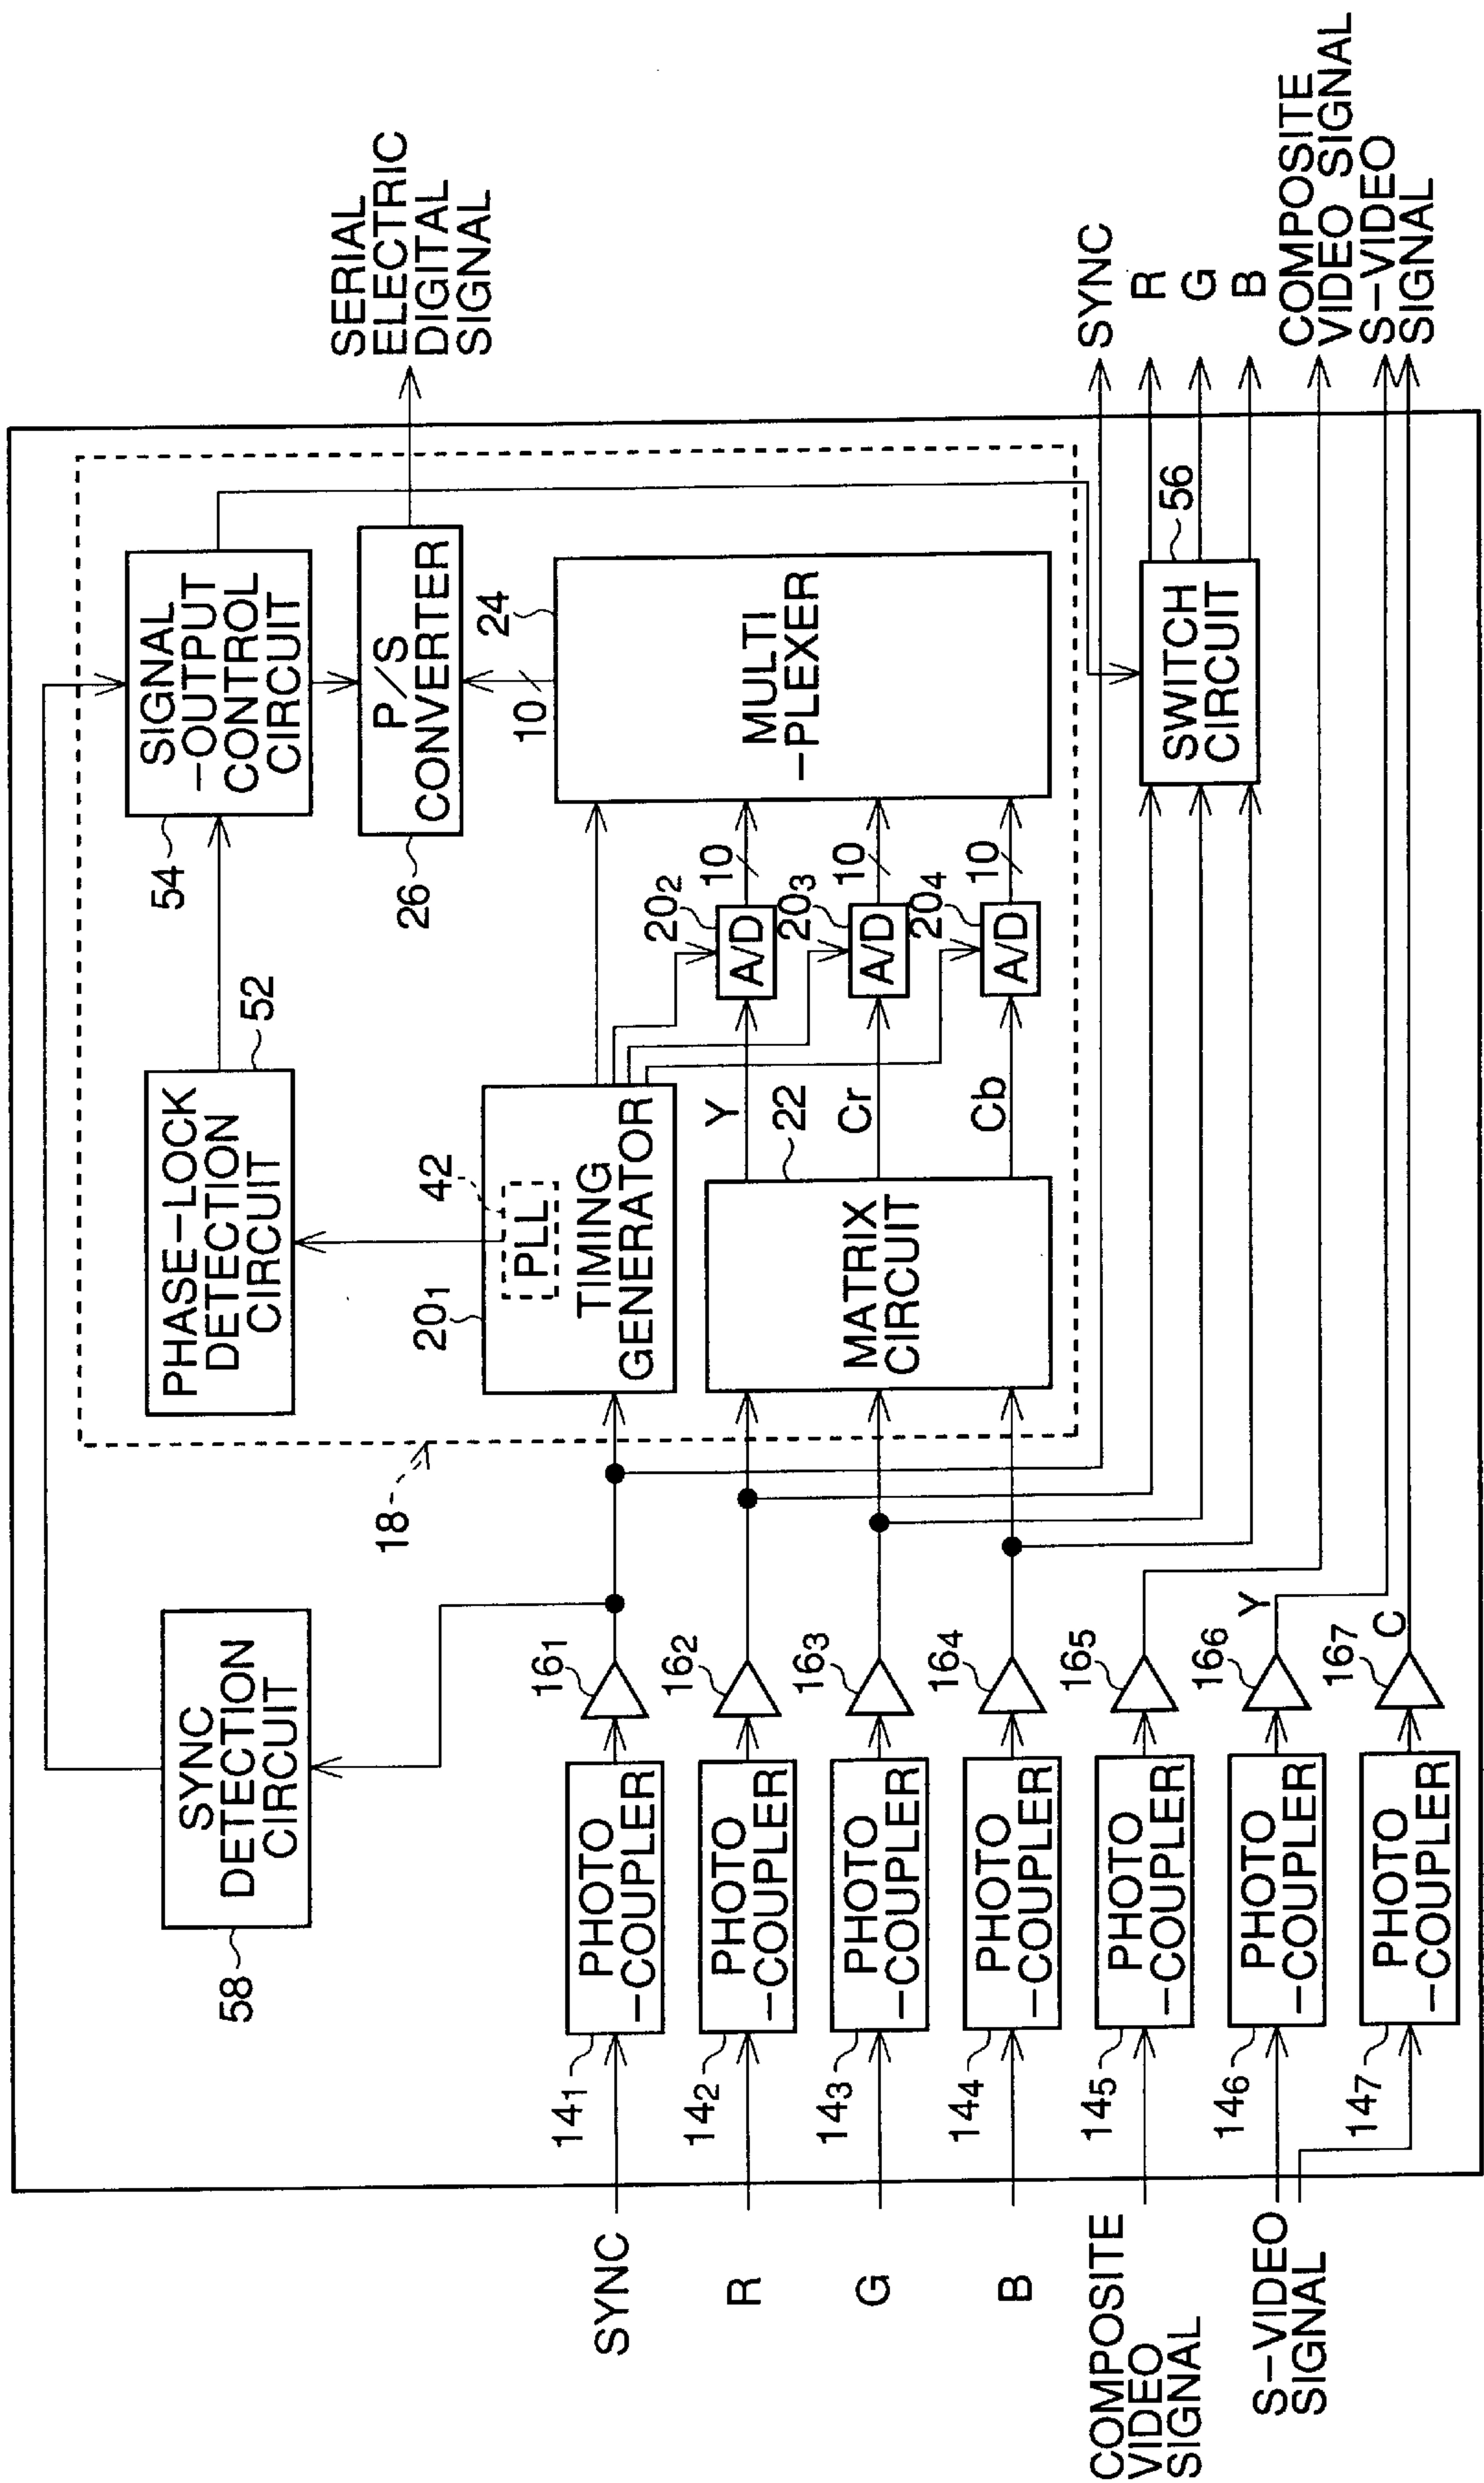 SYNC
DETECTION
CIRCUIT
58
PHASE-LOCK
DETECTION
CIRCUIT
52
SIGNAL
-OUTPUT
CONTROL
CIRCUIT
54
P/S
CONVERTER
26
SERIAL
ELECTRIC
DIGITAL
SIGNAL
18
42
PLL
TIMING
GENERATOR
201
10
24
MULTI
-PLEXER
MATRIX
CIRCUIT
22
Y
Cr
Cb
202
A/D
10
203
A/D
10
204
A/D
10
SYNC
141
PHOTO
-COUPLER
161
R
142
PHOTO
-COUPLER
162
G
143
PHOTO
-COUPLER
163
B
144
PHOTO
-COUPLER
164
COMPOSITE
VIDEO
SIGNAL
145
PHOTO
-COUPLER
165
S-VIDEO
SIGNAL
146
PHOTO
-COUPLER
166
Y
147
PHOTO
-COUPLER
167
C
SWITCH
CIRCUIT
56
SYNC
R
G
B
COMPOSITE
VIDEO SIGNAL
S-VIDEO
SIGNAL